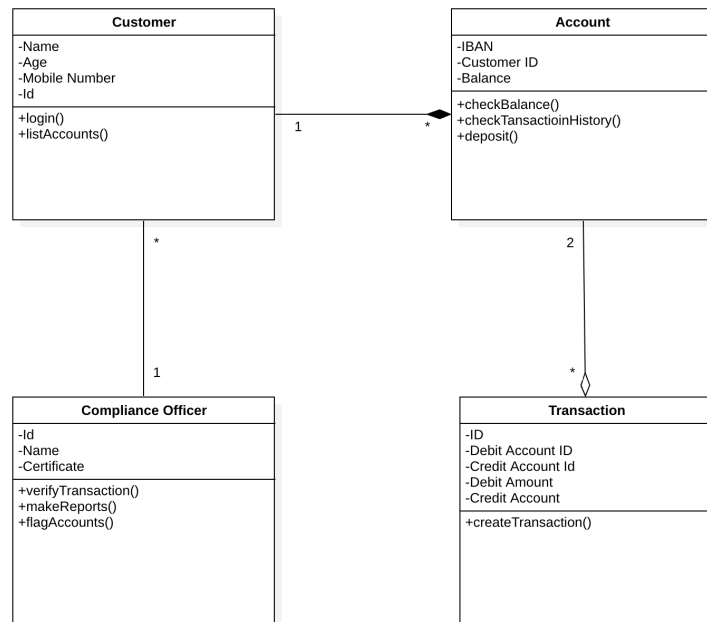 Customer
-Name
-Age
-Mobile Number
-Id
+login()
+listAccounts()
Account
-IBAN
-Customer ID
-Balance
+checkBalance()
+checkTansactioinHistory()
+deposit()
1
*
*
1
2
*
Compliance Officer
-Id
-Name
-Certificate
+verifyTransaction()
+makeReports()
+flagAccounts()
Transaction
-ID
-Debit Account ID
-Credit Account Id
-Debit Amount
-Credit Account
+createTransaction()